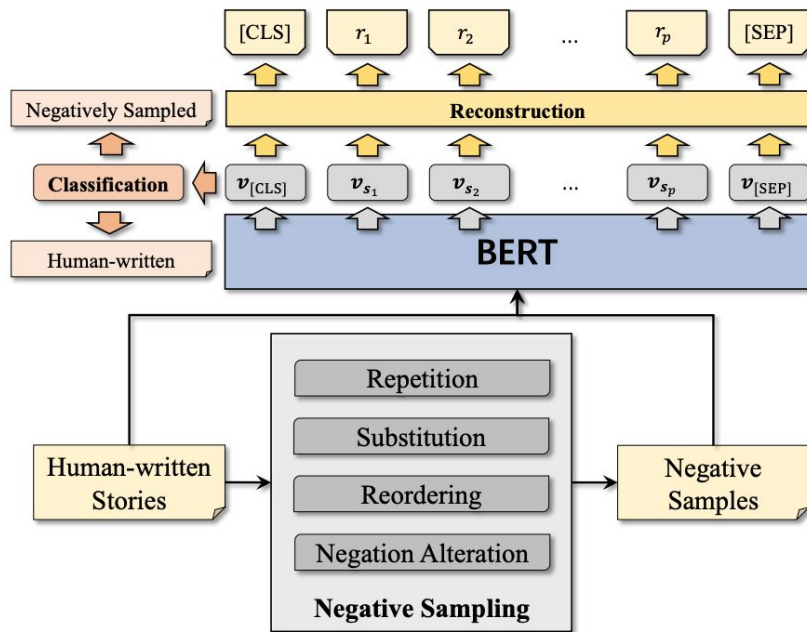 [CLS] r₁ r₂ ... rₚ [SEP]
Negatively Sampled
Reconstruction
Classification
v[CLS] vₛ₁ vₛ₂ ... vₛₚ v[SEP]
Human-written
BERT
Repetition
Substitution
Reordering
Negation Alteration
Negative Sampling
Human-written
Stories
Negative
Samples